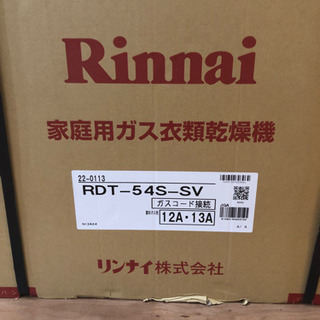 Rinnai
家庭用ガス衣類乾燥機
22-0113
RDT-54S-SV
ガスコード接続
12A・13A
リンナイ株式会社